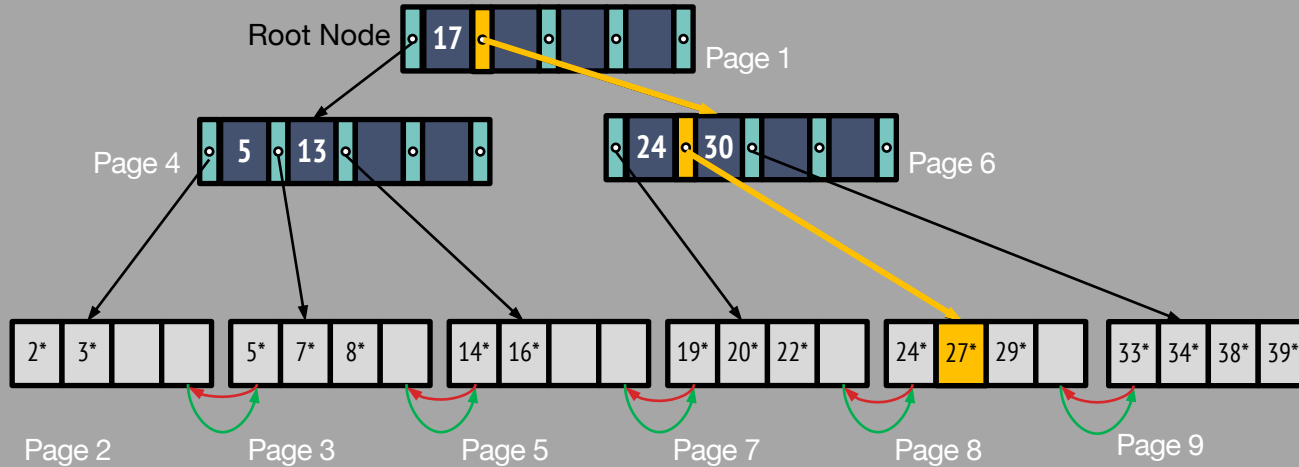 Root Node 17 Page 1
Page 4 5 13 24 30 Page 6
2* 3* 5* 7* 8* 14* 16* 19* 20* 22* 24* 27* 29* 33* 34* 38* 39*
Page 2 Page 3 Page 5 Page 7 Page 8 Page 9